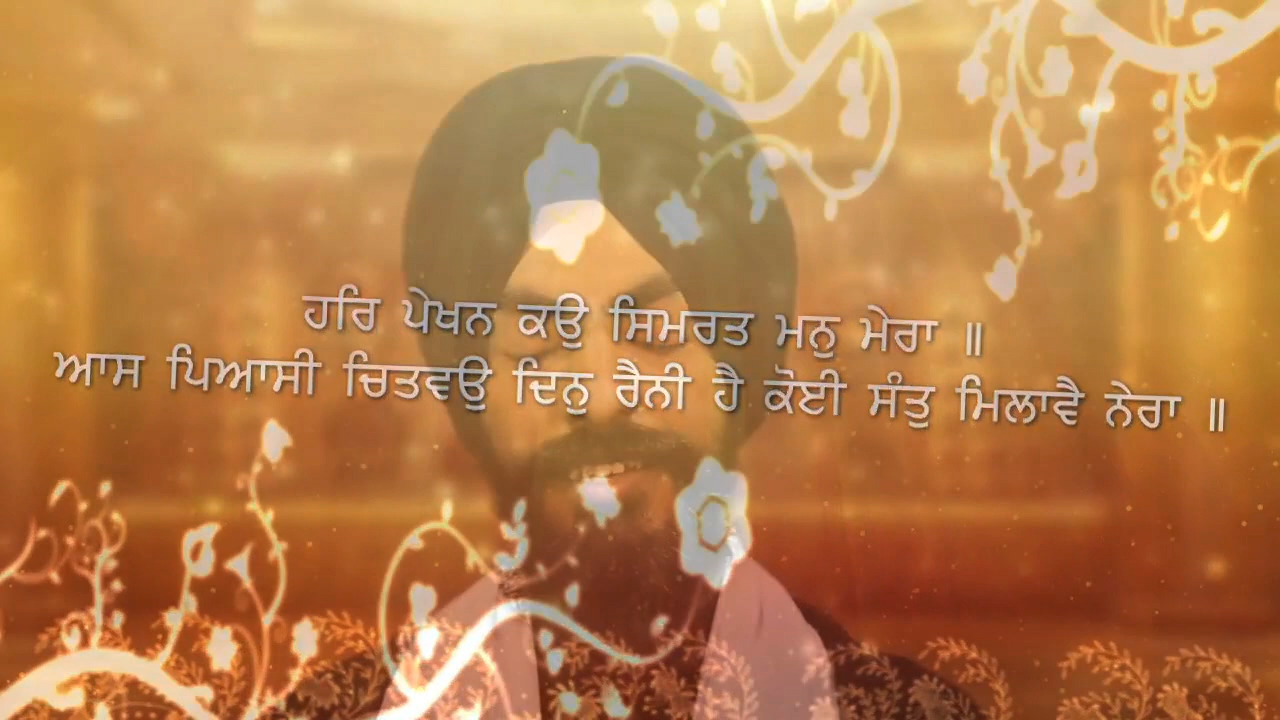 ਹਰਿ ਪੇਖਨ ਕਉ ਸਿਮਰਤ ਮਨੁ ਮੇਰਾ ॥
ਆਸ ਪਿਆਸੀ ਚਿਤਵਉ ਦਿਨੁ ਰੈਨੀ ਹੈ ਕੋਈ ਸੰਤੁ ਮਿਲਾਵੈ ਨੇਰਾ ॥